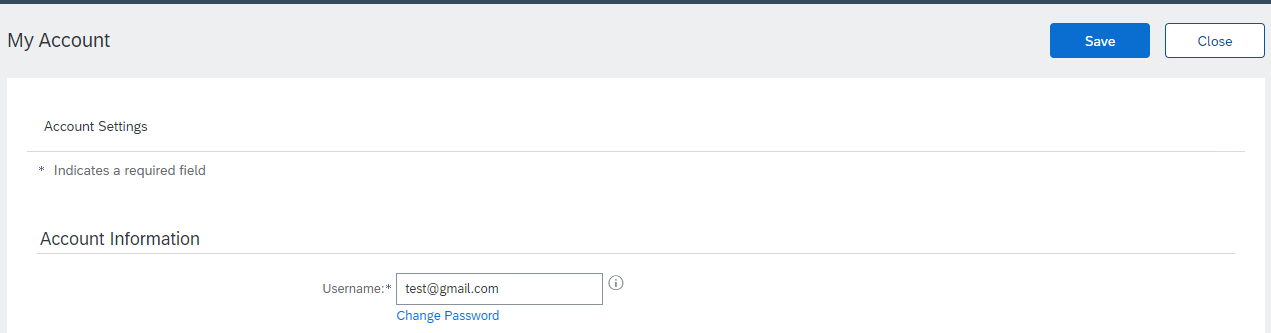 My Account
Save
Close
Account Settings
* Indicates a required field
Account Information
Username:* test@gmail.com
Change Password